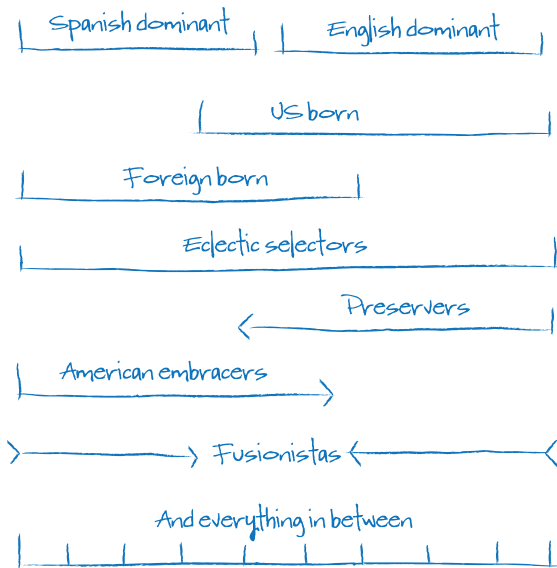 Spanish dominant English dominant
US born
Foreign born
Eclectic selectors
Preservers
American embracers
Fusionistas
And everything in between